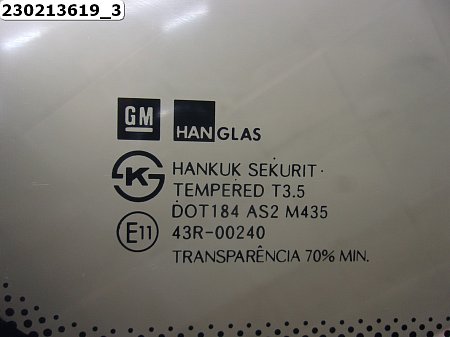 230213619_3
GM HANGLAS
K HANKUK SEKURIT·
TEMPERED T3.5
DOT184 AS2 M435
E11 43R-00240
TRANSPARÊNCIA 70% MIN.